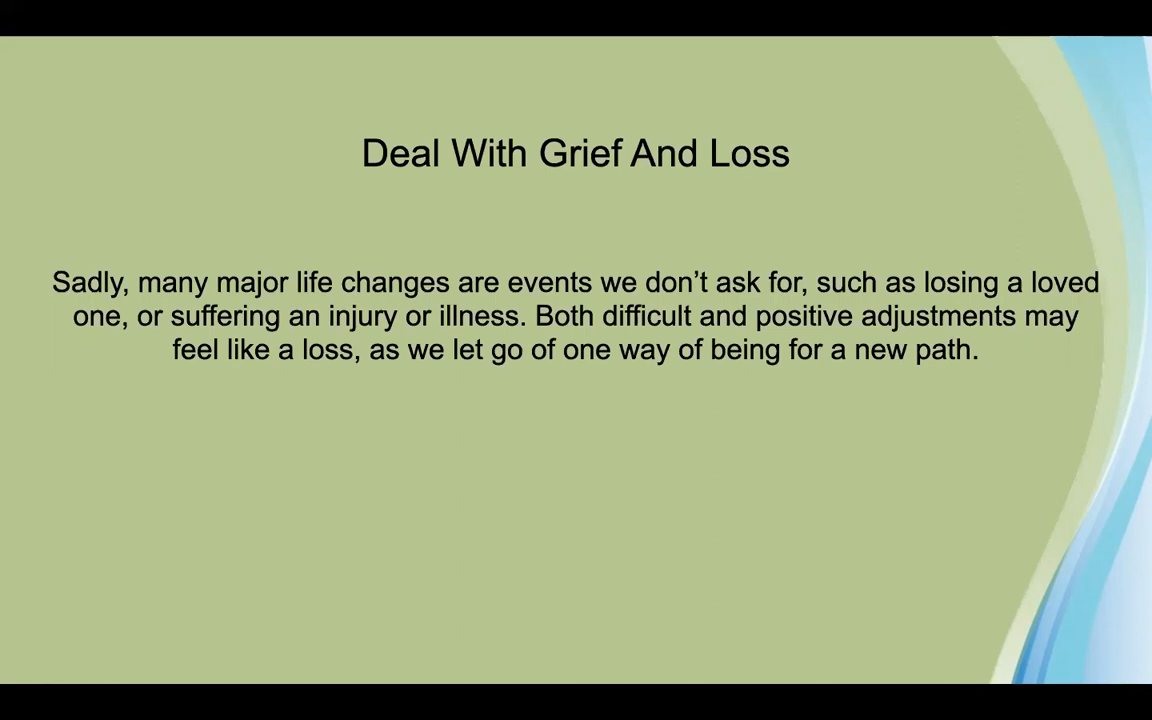 Deal With Grief And Loss
Sadly, many major life changes are events we don’t ask for, such as losing a loved
one, or suffering an injury or illness. Both difficult and positive adjustments may
feel like a loss, as we let go of one way of being for a new path.